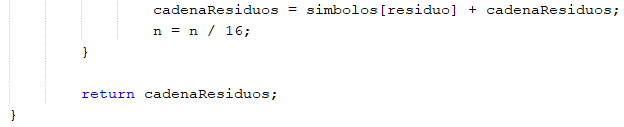 cadenaResiduos = simbolos[residuo] + cadenaResiduos;
n = n / 16;
}
return cadenaResiduos;
}